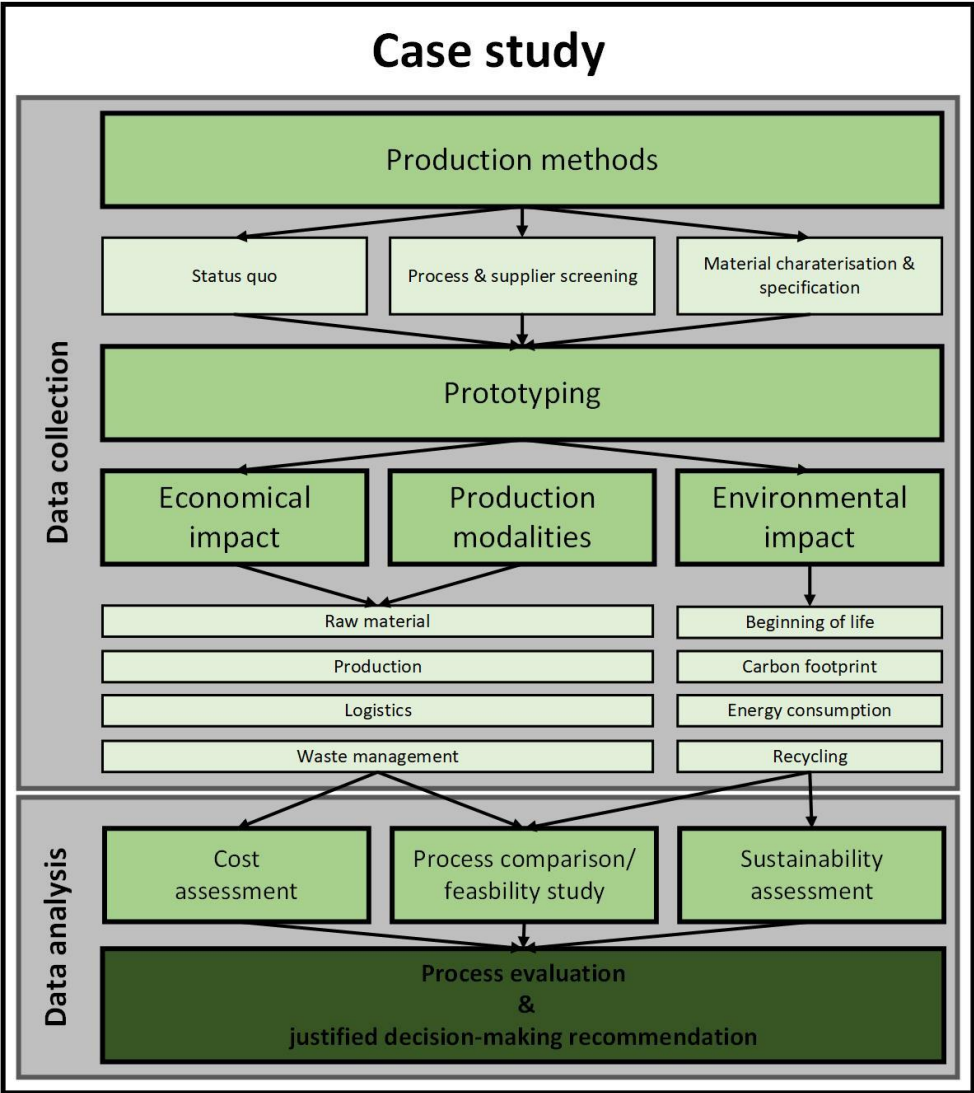 Case study
Data collection
Production methods
Status quo
Process & supplier screening
Material charaterisation &
specification
Prototyping
Economical
impact
Production
modalities
Environmental
impact
Raw material
Beginning of life
Production
Carbon footprint
Logistics
Energy consumption
Waste management
Recycling
Data analysis
Cost
assessment
Process comparison/
feasbility study
Sustainability
assessment
Process evaluation
&
justified decision-making recommendation